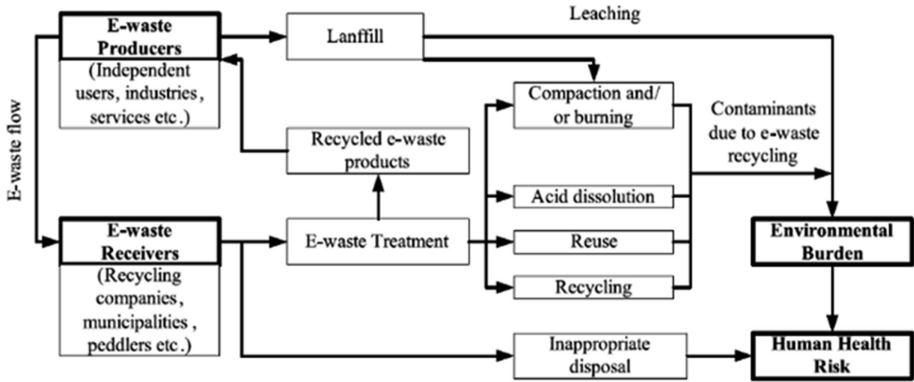 E-waste
Producers
(Independent
users, industries,
services etc.)
Lanffill
Leaching
Compaction and/
or burning
Contaminants
due to e-waste
recycling
Recycled e-waste
products
E-waste flow
Acid dissolution
E-waste
Receivers
(Recycling
companies,
municipalities ,
peddlers etc.)
E-waste Treatment
Reuse
Recycling
Environmental
Burden
Inappropriate
disposal
Human Health
Risk